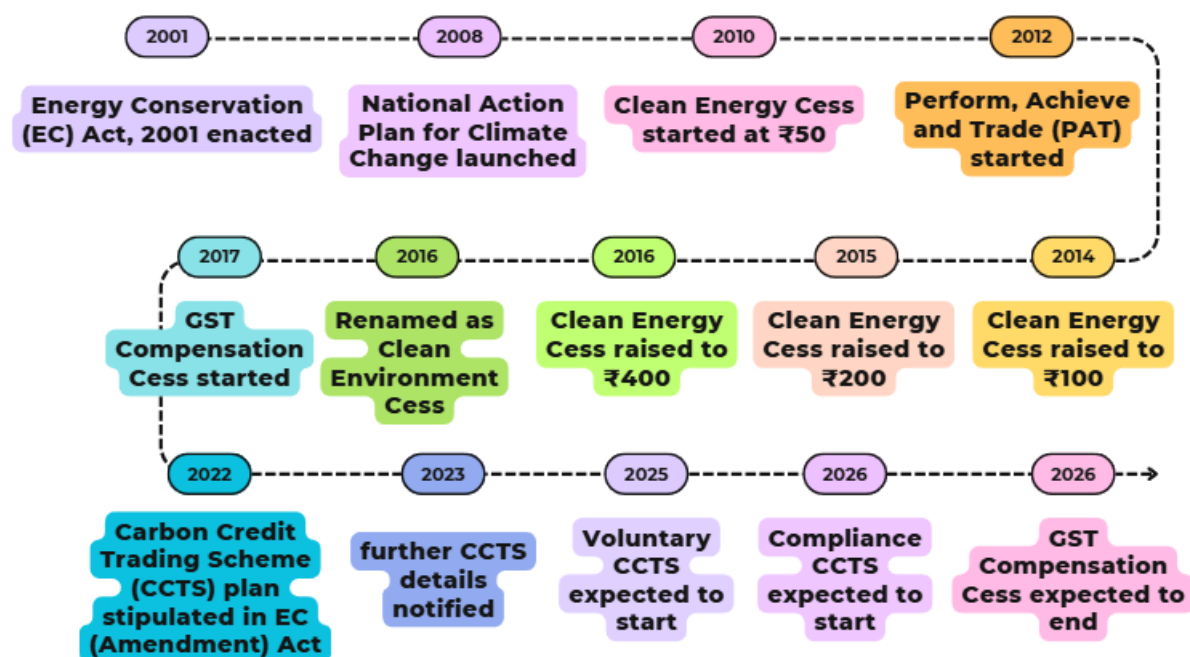 2001
Energy Conservation
(EC) Act, 2001 enacted
2008
National Action
Plan for Climate
Change launched
2010
Clean Energy Cess
started at ₹50
2012
Perform, Achieve
and Trade (PAT)
started
2014
Clean Energy
Cess raised to
₹100
2015
Clean Energy
Cess raised to
₹200
2016
Clean Energy
Cess raised to
₹400
2016
Renamed as
Clean
Environment
Cess
2017
GST
Compensation
Cess started
2022
Carbon Credit
Trading Scheme
(CCTS) plan
stipulated in EC
(Amendment) Act
2023
further CCTS
details
notified
2025
Voluntary
CCTS
expected to
start
2026
Compliance
CCTS
expected to
start
2026
GST
Compensation
Cess expected to
end